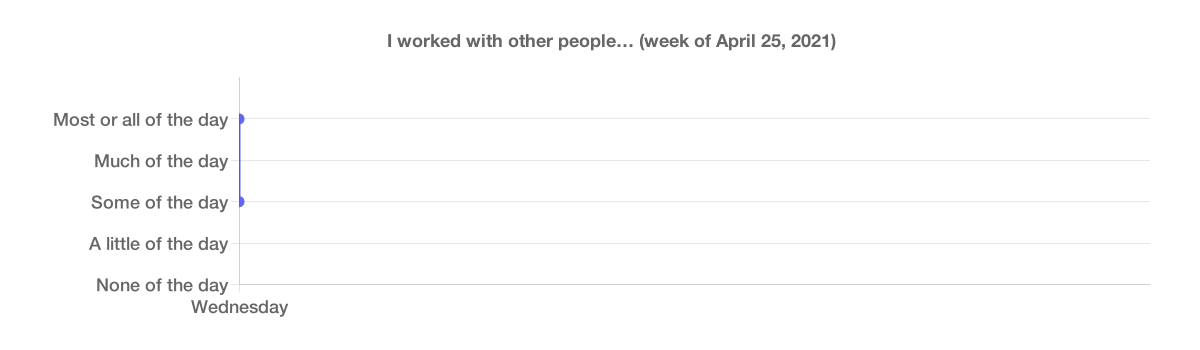 I worked with other people… (week of April 25, 2021)
Most or all of the day
Much of the day
Some of the day
A little of the day
None of the day
Wednesday